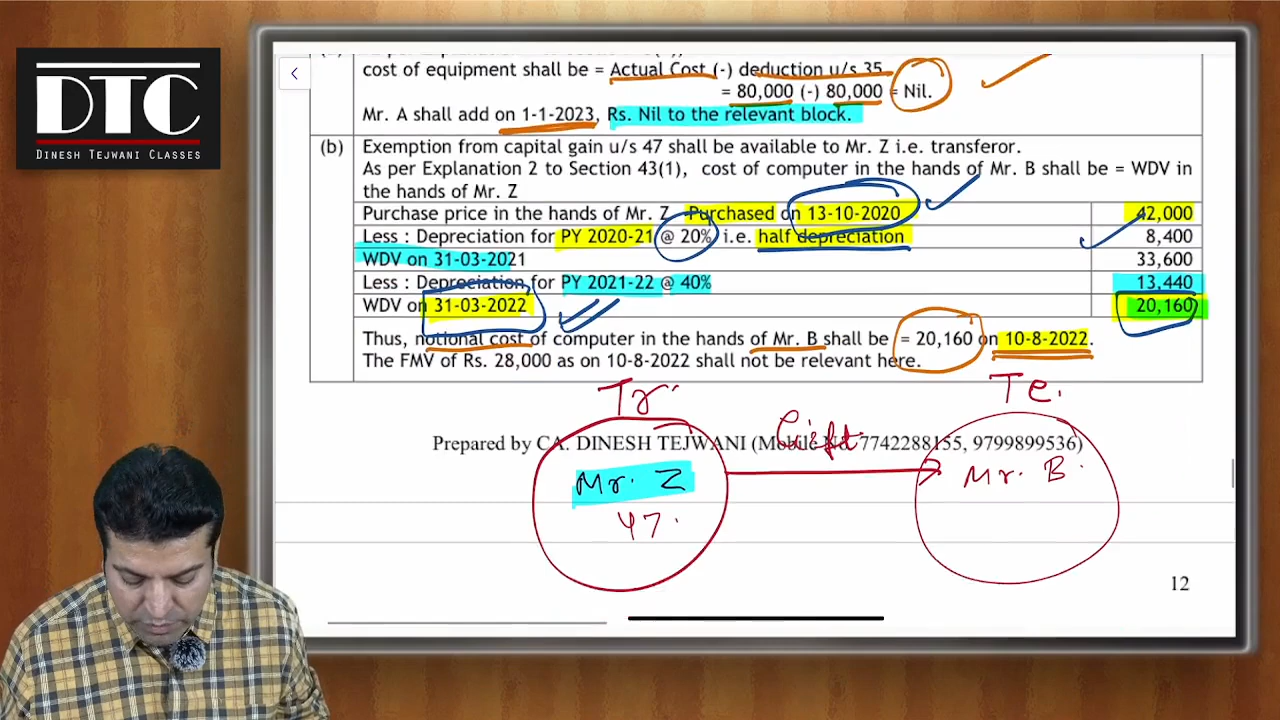 DTC
DINESH TEJWANI CLASSES
cost of equipment shall be = Actual Cost (-) deduction u/s 35
= 80,000 (-) 80,000 = Nil.
Mr. A shall add on 1-1-2023, Rs. Nil to the relevant block.
(b) Exemption from capital gain u/s 47 shall be available to Mr. Z i.e. transferor.
As per Explanation 2 to Section 43(1), cost of computer in the hands of Mr. B shall be = WDV in
the hands of Mr. Z
Purchase price in the hands of Mr. Z Purchased on 13-10-2020 42,000
Less : Depreciation for PY 2020-21 @ 20% i.e. half depreciation 8,400
WDV on 31-03-2021 33,600
Less : Depreciation for PY 2021-22 @ 40% 13,440
WDV on 31-03-2022 20,160
Thus, notional cost of computer in the hands of Mr. B shall be = 20,160 on 10-8-2022.
The FMV of Rs. 28,000 as on 10-8-2022 shall not be relevant here.
Tr. Te.
Gift
Prepared by CA. DINESH TEJWANI (Mobile No 7742288155, 9799899536)
Mr. Z Mr. B.
47.
12